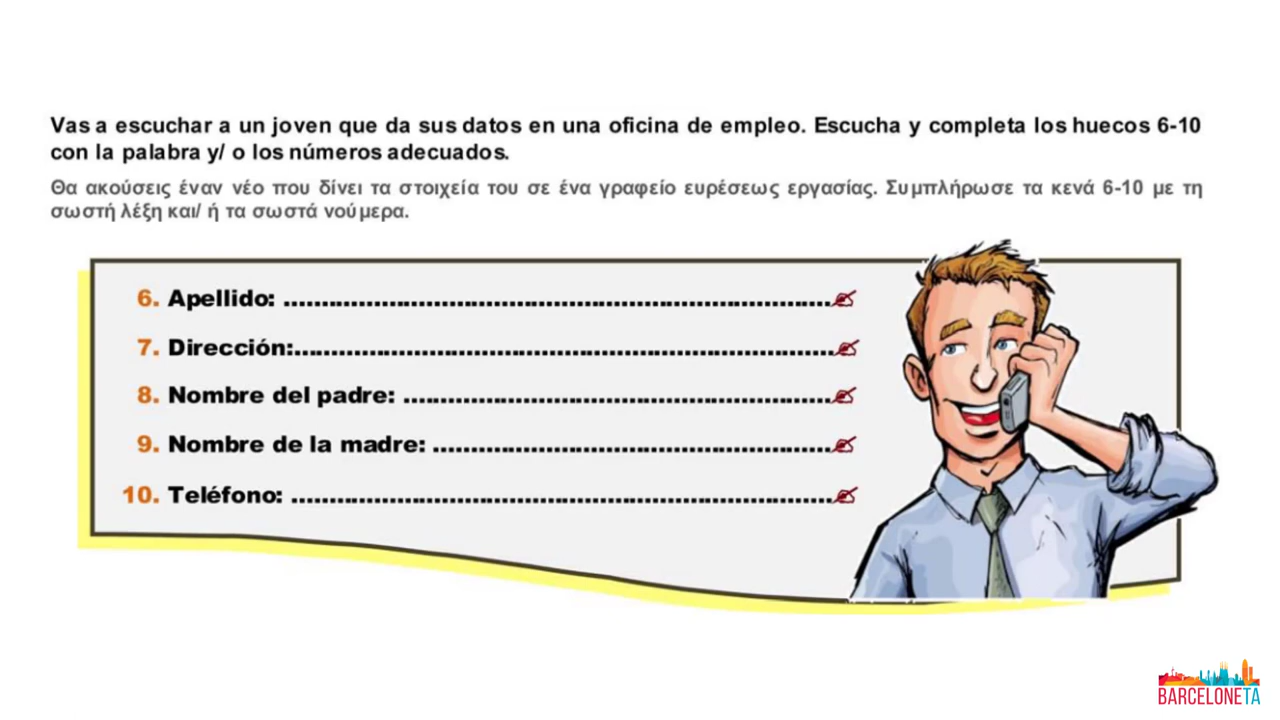 Vas a escuchar a un joven que da sus datos en una oficina de empleo. Escucha y completa los huecos 6-10
con la palabra y/ o los números adecuados.
Θα ακούσεις έναν νέο που δίνει τα στοιχεία του σε ένα γραφείο ευρέσεως εργασίας. Συμπλήρωσε τα κενά 6-10 με τη
σωστή λέξη και/ ή τα σωστά νούμερα.
6. Apellido: ........................................................................
7. Dirección:.......................................................................
8. Nombre del padre: ........................................................
9. Nombre de la madre: ....................................................
10. Teléfono: .......................................................................
BARCELONETA